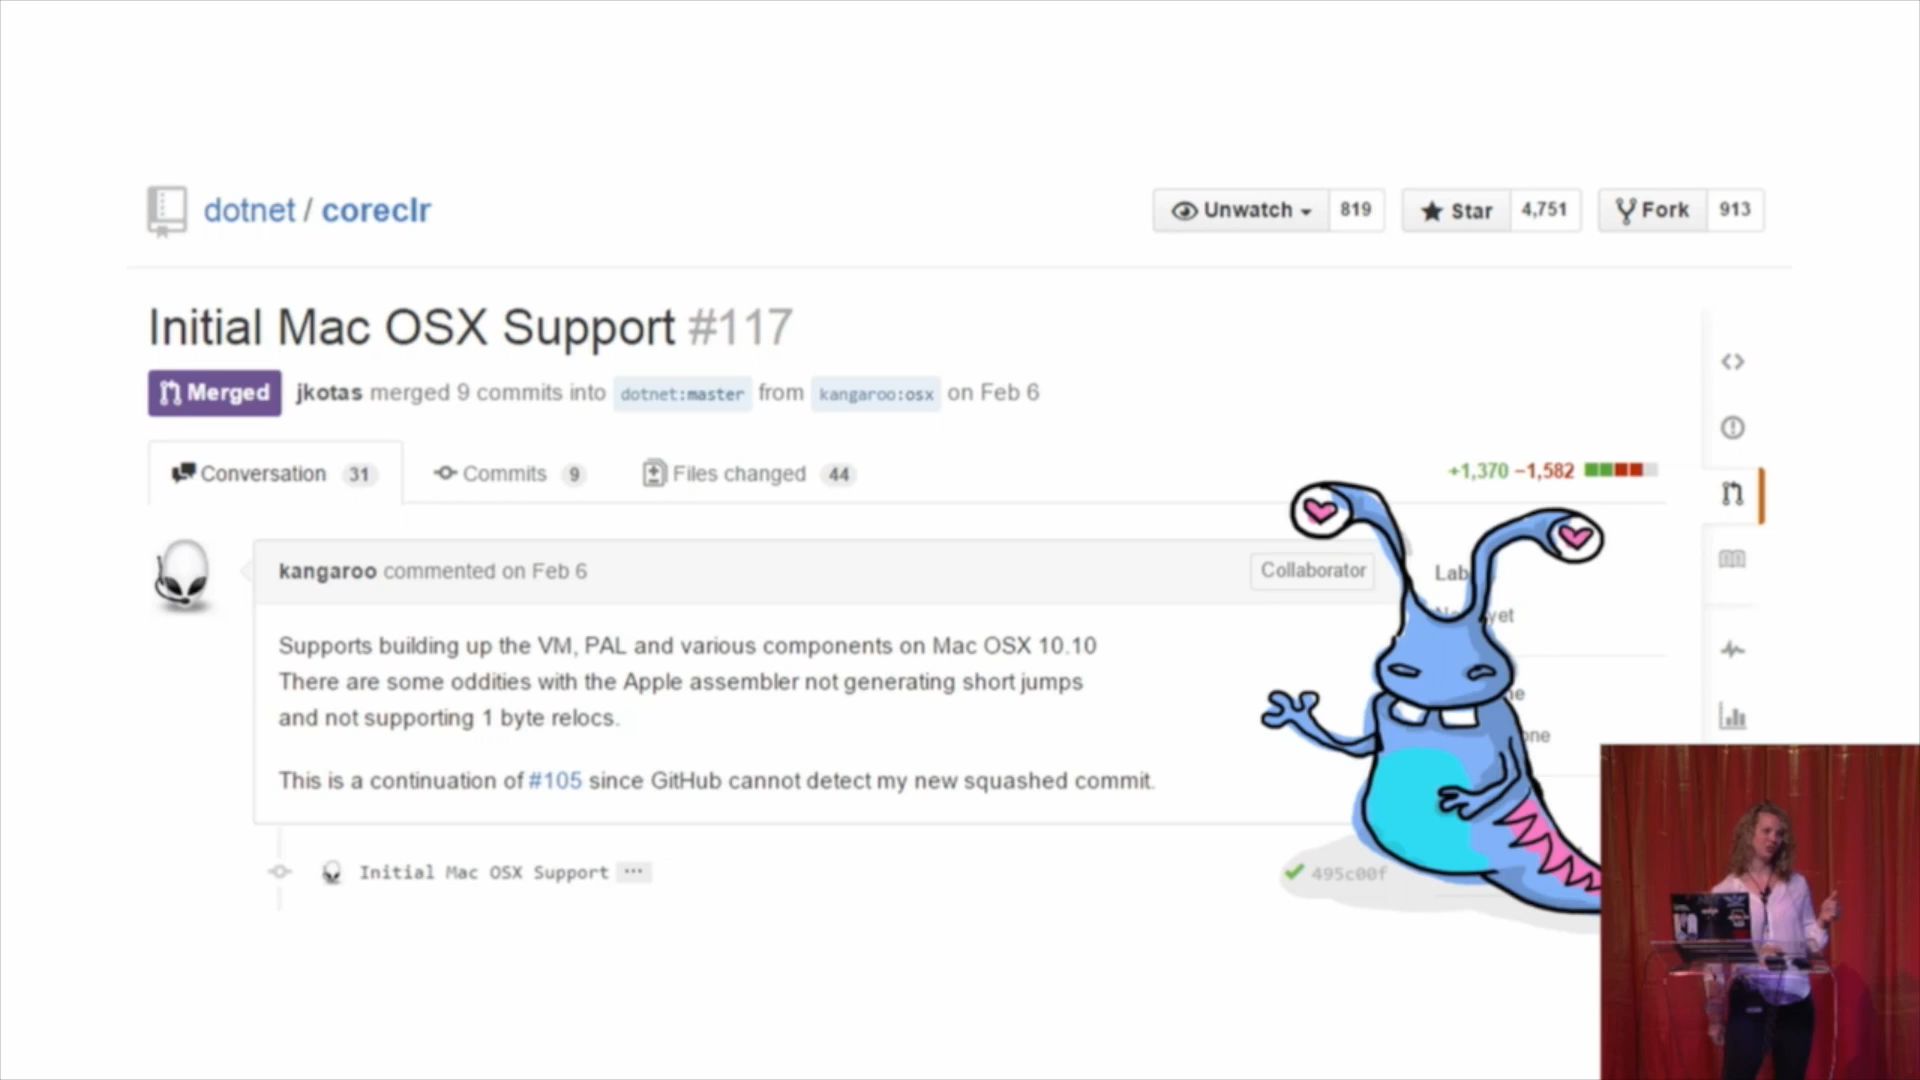 dotnet / coreclr
Unwatch 819
Star 4,751
Fork 913
Initial Mac OSX Support #117
Merged jkotas merged 9 commits into dotnet:master from kangaroo:osx on Feb 6
Conversation 31
Commits 9
Files changed 44
+1,370 −1,582
kangaroo commented on Feb 6
Collaborator
Supports building up the VM, PAL and various components on Mac OSX 10.10
There are some oddities with the Apple assembler not generating short jumps
and not supporting 1 byte relocs.
This is a continuation of #105 since GitHub cannot detect my new squashed commit.
Initial Mac OSX Support ...
495c00f
Lab
yet